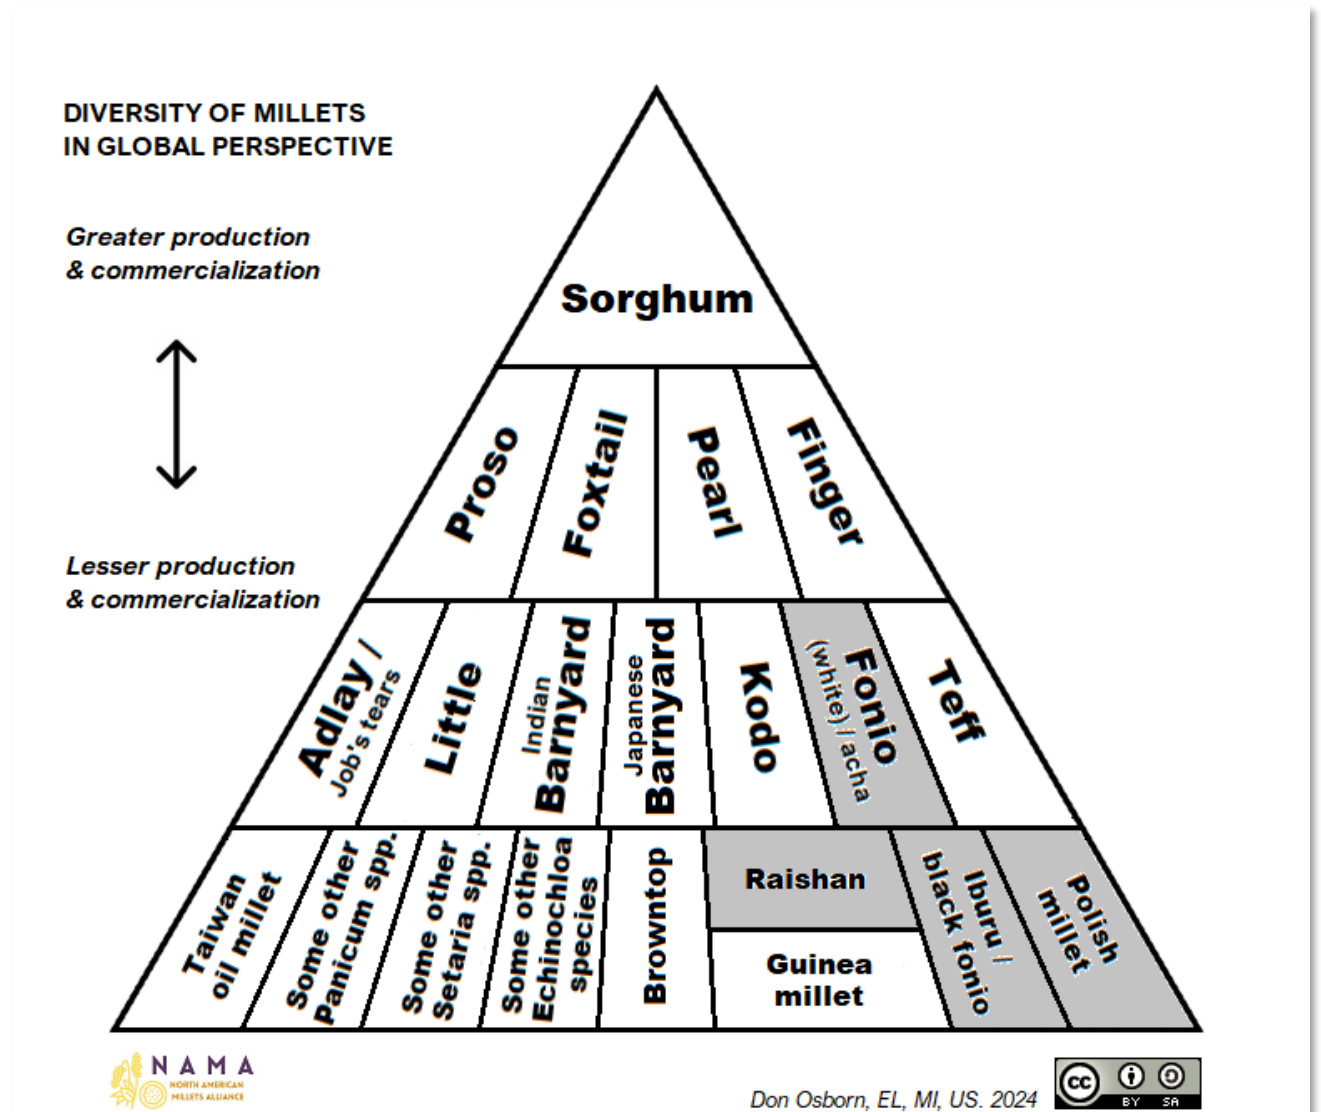 DIVERSITY OF MILLETS
IN GLOBAL PERSPECTIVE
Greater production
& commercialization
Lesser production
& commercialization
Sorghum
Proso
Foxtail
Pearl
Finger
Adlay /
Job's tears
Little
Indian
Barnyard
Japanese
Barnyard
Kodo
Fonio
(white) / acha
Teff
Taiwan
oil millet
Some other
Panicum spp.
Some other
Setaria spp.
Some other
Echinochloa
species
Browntop
Raishan
Guinea
millet
Iburu /
black fonio
Polish
millet
NAMA
NORTH AMERICAN
MILLETS ALLIANCE
Don Osborn, EL, MI, US. 2024
cc
BY SA